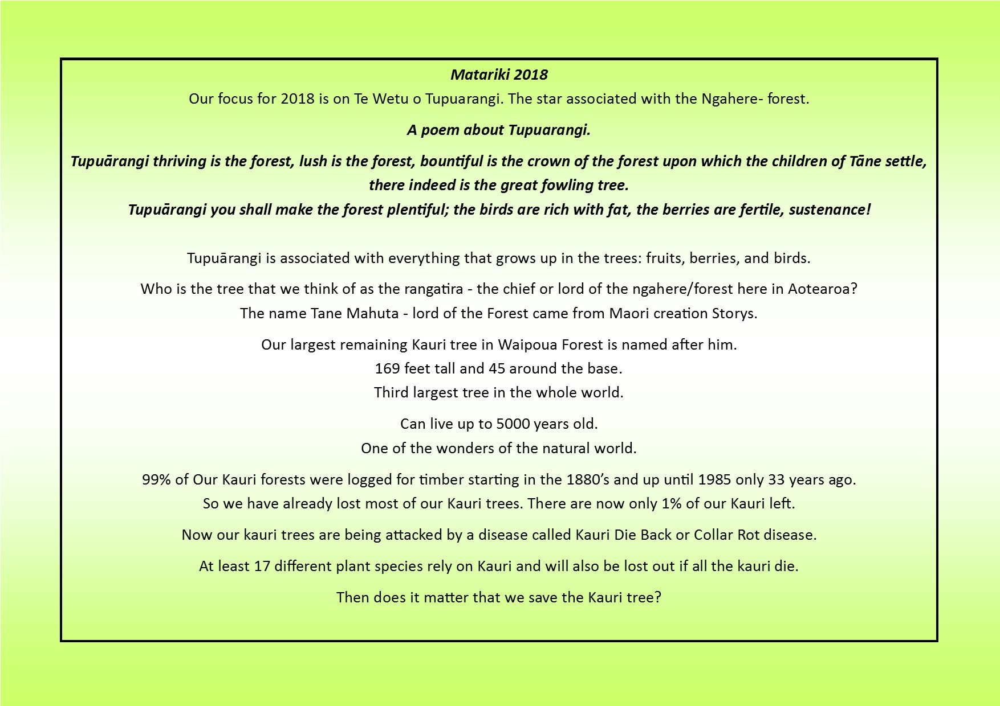 Matariki 2018
Our focus for 2018 is on Te Wetu o Tupuarangi. The star associated with the Ngahere- forest.
A poem about Tupuarangi.
Tupuārangi thriving is the forest, lush is the forest, bountiful is the crown of the forest upon which the children of Tāne settle,
there indeed is the great fowling tree.
Tupuārangi you shall make the forest plentiful; the birds are rich with fat, the berries are fertile, sustenance!
Tupuārangi is associated with everything that grows up in the trees: fruits, berries, and birds.
Who is the tree that we think of as the rangatira - the chief or lord of the ngahere/forest here in Aotearoa?
The name Tane Mahuta - lord of the Forest came from Maori creation Storys.
Our largest remaining Kauri tree in Waipoua Forest is named after him.
169 feet tall and 45 around the base.
Third largest tree in the whole world.
Can live up to 5000 years old.
One of the wonders of the natural world.
99% of Our Kauri forests were logged for timber starting in the 1880’s and up until 1985 only 33 years ago.
So we have already lost most of our Kauri trees. There are now only 1% of our Kauri left.
Now our kauri trees are being attacked by a disease called Kauri Die Back or Collar Rot disease.
At least 17 different plant species rely on Kauri and will also be lost out if all the kauri die.
Then does it matter that we save the Kauri tree?